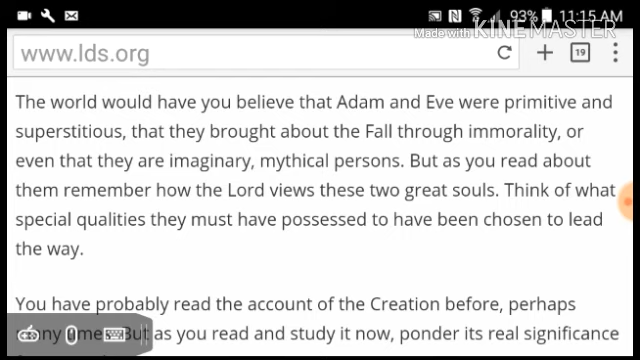 93% 11:15 AM
Made with KINEMASTER
www.lds.org
19
The world would have you believe that Adam and Eve were primitive and
superstitious, that they brought about the Fall through immorality, or
even that they are imaginary, mythical persons. But as you read about
them remember how the Lord views these two great souls. Think of what
special qualities they must have possessed to have been chosen to lead
the way.
You have probably read the account of the Creation before, perhaps
But as you read and study it now, ponder its real significance